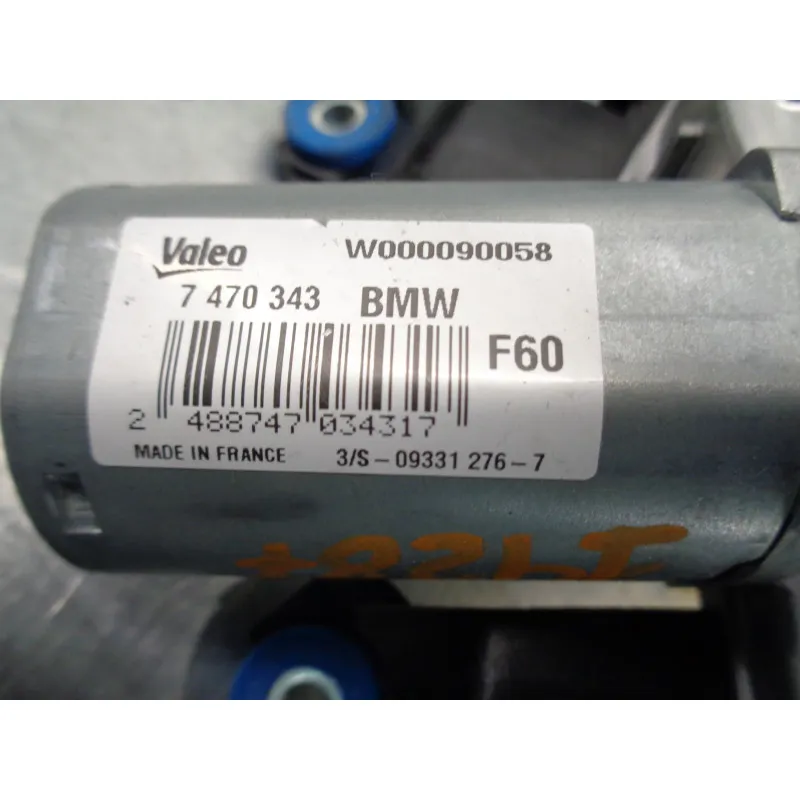 Valeo W000090058
7 470 343 BMW
F60
2 488747 034317
MADE IN FRANCE 3/S-09331 276-7